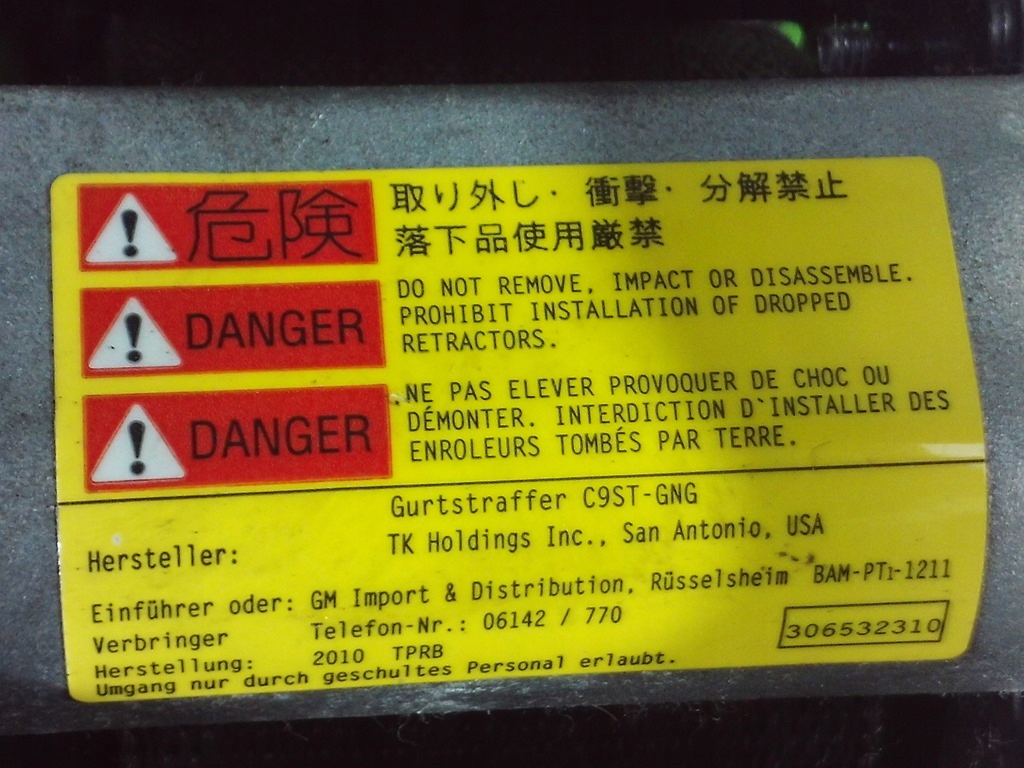 危険
取り外し・ 衝撃・ 分解禁止
落下品使用厳禁
DANGER
DO NOT REMOVE, IMPACT OR DISASSEMBLE.
PROHIBIT INSTALLATION OF DROPPED
RETRACTORS.
DANGER
NE PAS ELEVER PROVOQUER DE CHOC OU
DÉMONTER. INTERDICTION D`INSTALLER DES
ENROLEURS TOMBÉS PAR TERRE.
Gurtstraffer C9ST-GNG
Hersteller: TK Holdings Inc., San Antonio, USA
Einführer oder: GM Import & Distribution, Rüsselsheim BAM-PT1-1211
Verbringer Telefon-Nr.: 06142 / 770
306532310
Herstellung: 2010 TPRB
Umgang nur durch geschultes Personal erlaubt.